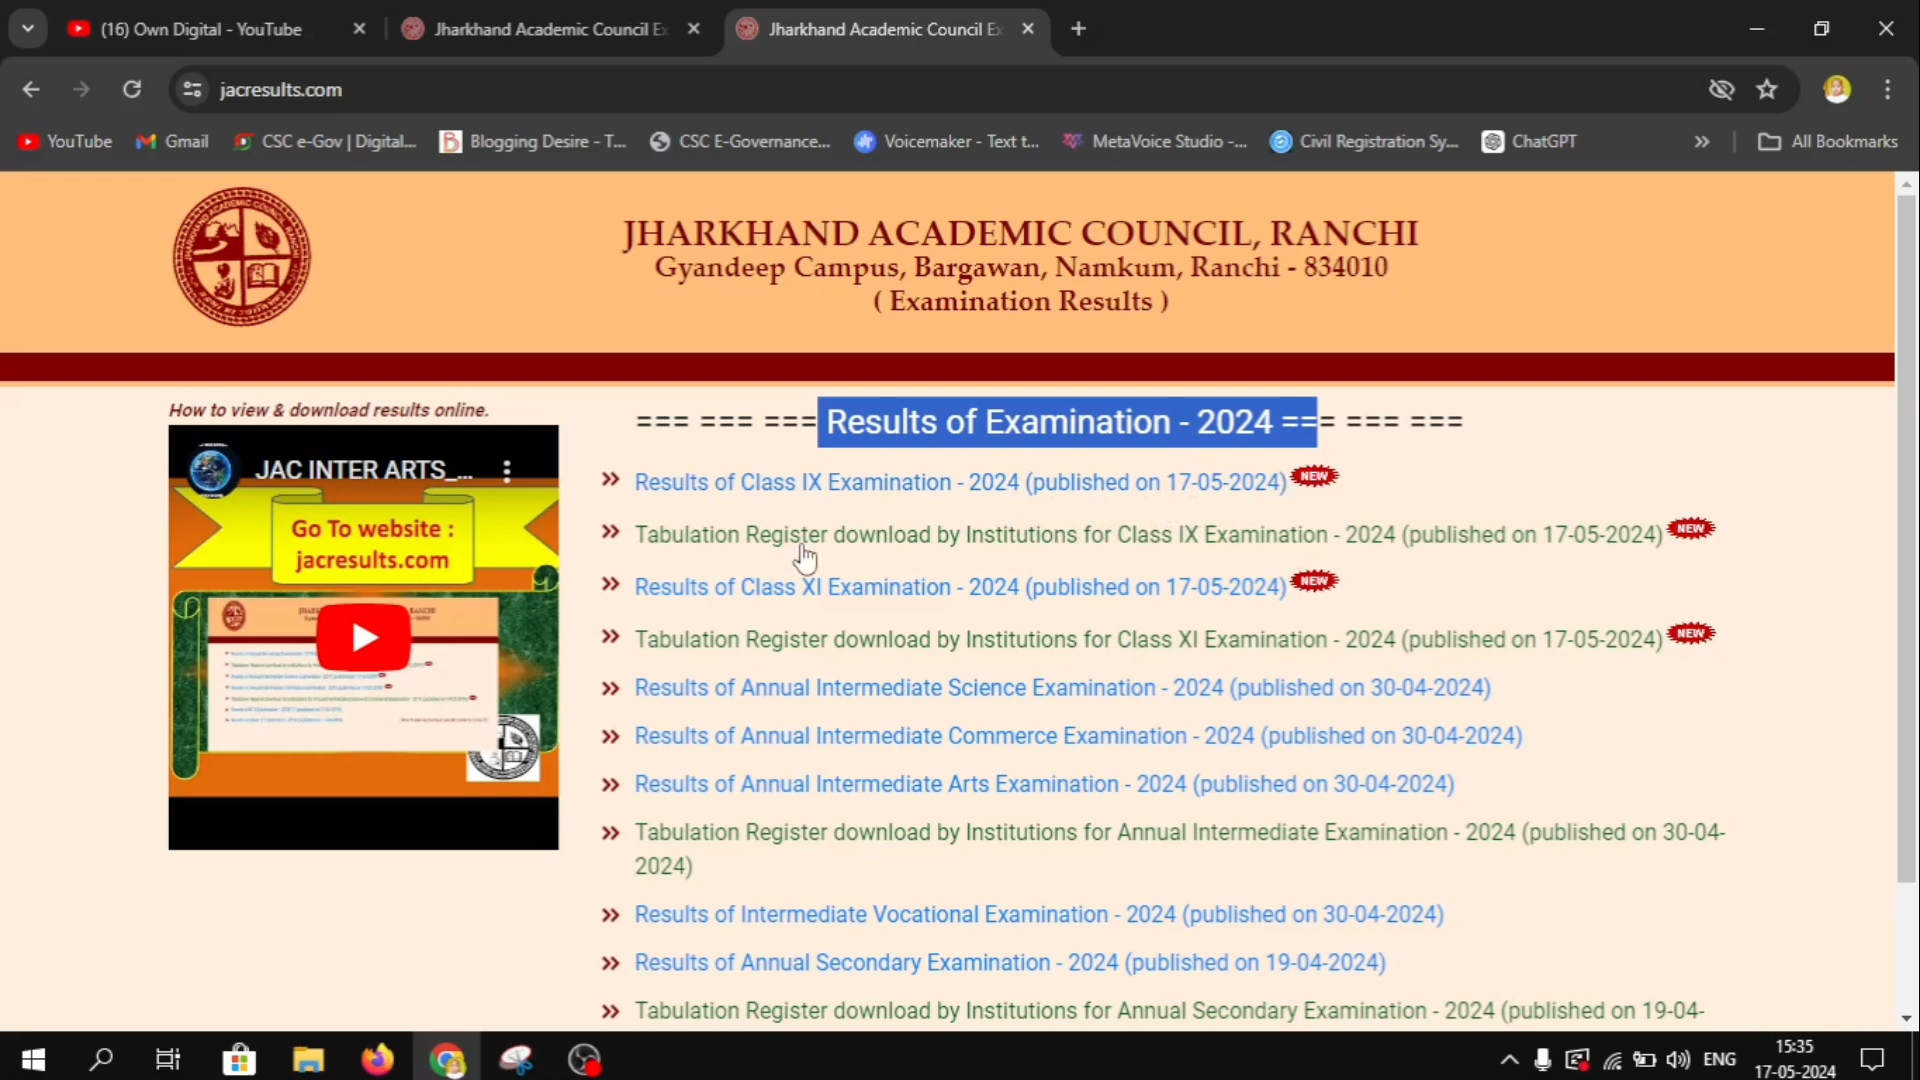 (16) Own Digital - YouTube
Jharkhand Academic Council Ex
Jharkhand Academic Council Ex
jacresults.com
YouTube
Gmail
CSC e-Gov | Digital...
Blogging Desire - T...
CSC E-Governance...
Voicemaker - Text t...
MetaVoice Studio -...
Civil Registration Sy...
ChatGPT
All Bookmarks
JHARKHAND ACADEMIC COUNCIL, RANCHI
Gyandeep Campus, Bargawan, Namkum, Ranchi - 834010
( Examination Results )
How to view & download results online.
JAC INTER ARTS_...
Go To website :
jacresults.com
=== === === Results of Examination - 2024 === === ===
Results of Class IX Examination - 2024 (published on 17-05-2024) NEW
Tabulation Register download by Institutions for Class IX Examination - 2024 (published on 17-05-2024) NEW
Results of Class XI Examination - 2024 (published on 17-05-2024) NEW
Tabulation Register download by Institutions for Class XI Examination - 2024 (published on 17-05-2024) NEW
Results of Annual Intermediate Science Examination - 2024 (published on 30-04-2024)
Results of Annual Intermediate Commerce Examination - 2024 (published on 30-04-2024)
Results of Annual Intermediate Arts Examination - 2024 (published on 30-04-2024)
Tabulation Register download by Institutions for Annual Intermediate Examination - 2024 (published on 30-04-
2024)
Results of Intermediate Vocational Examination - 2024 (published on 30-04-2024)
Results of Annual Secondary Examination - 2024 (published on 19-04-2024)
Tabulation Register download by Institutions for Annual Secondary Examination - 2024 (published on 19-04-
ENG
15:35
17-05-2024